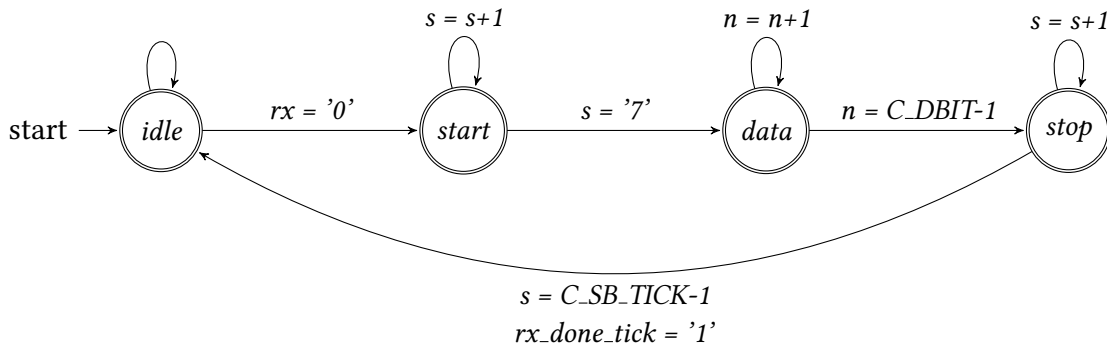 s = s+1
n = n+1
s = s+1
start
idle
rx = '0'
start
s = '7'
data
n = C_DBIT-1
stop
s = C_SB_TICK-1
rx_done_tick = '1'